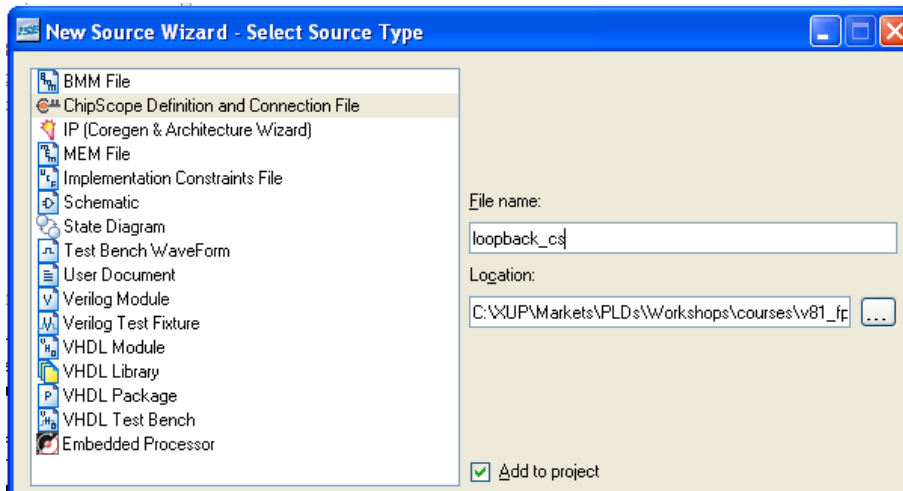 New Source Wizard - Select Source Type
BMM File
ChipScope Definition and Connection File
IP (Coregen & Architecture Wizard)
MEM File
Implementation Constraints File
Schematic
State Diagram
Test Bench WaveForm
User Document
Verilog Module
Verilog Test Fixture
VHDL Module
VHDL Library
VHDL Package
VHDL Test Bench
Embedded Processor
File name:
loopback_cs
Location:
C:\XUP\Markets\PLDs\Workshops\courses\v81_fp
...
Add to project